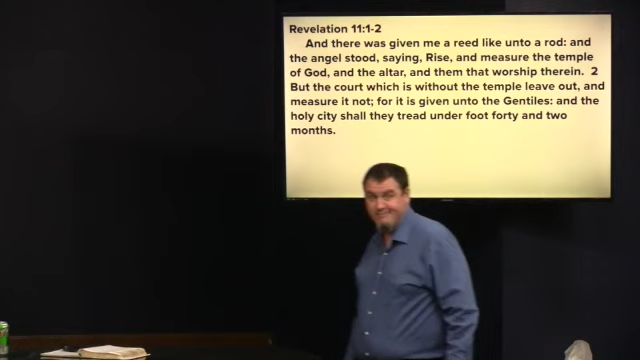 Revelation 11:1-2
And there was given me a reed like unto a rod: and
the angel stood, saying, Rise, and measure the temple
of God, and the altar, and them that worship therein. 2
But the court which is without the temple leave out, and
measure it not; for it is given unto the Gentiles: and the
holy city shall they tread under foot forty and two
months.